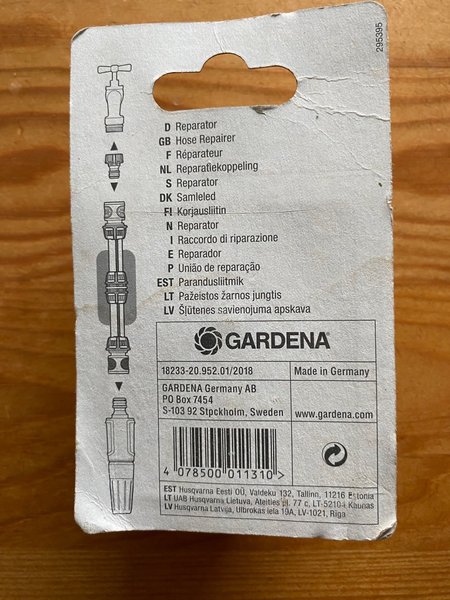 295395
D Reparator
GB Hose Repairer
F Réparateur
NL Reparatiekoppeling
S Reparator
DK Samleled
FI Korjausliitin
N Reparator
I Raccordo di riparazione
E Reparador
P União de reparação
EST Parandusliitmik
LT Pažeistos žarnos jungtis
LV Šļūtenes savienojuma apskava
GARDENA
18233-20.952.01/2018
Made in Germany
GARDENA Germany AB
PO Box 7454
S-103 92 Stpckholm, Sweden
www.gardena.com
4 078500 011310>
EST Husqvarna Eesti OÜ, Valdeku 132, Tallinn, 11216 Estonia
LT UAB Husqvarna Lietuva, Ateities pl. 77 c, LT-52104 Kaunas
LV Husqvarna Latvija, Ulbrokas iela 19A, LV-1021, Riga